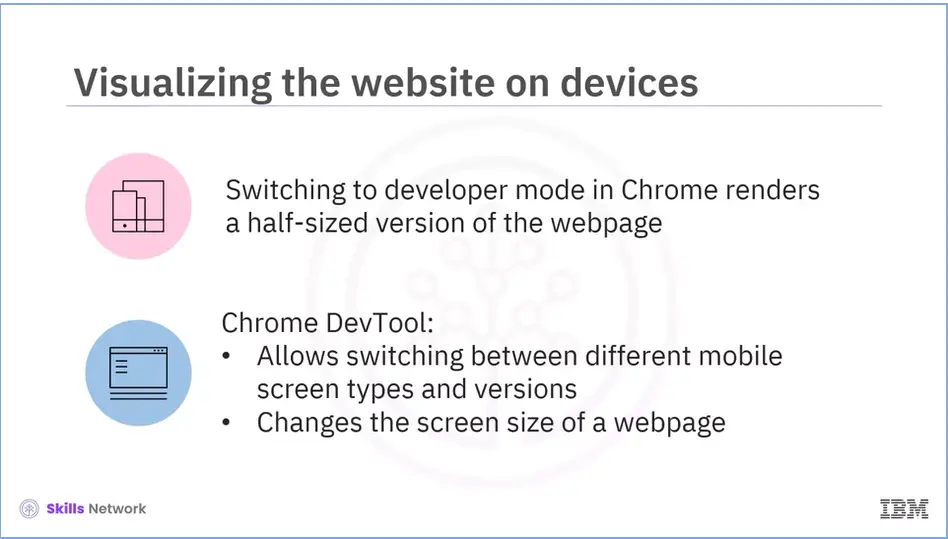 Visualizing the website on devices
Switching to developer mode in Chrome renders
a half-sized version of the webpage
Chrome DevTool:
• Allows switching between different mobile
screen types and versions
• Changes the screen size of a webpage
Skills Network
IBM